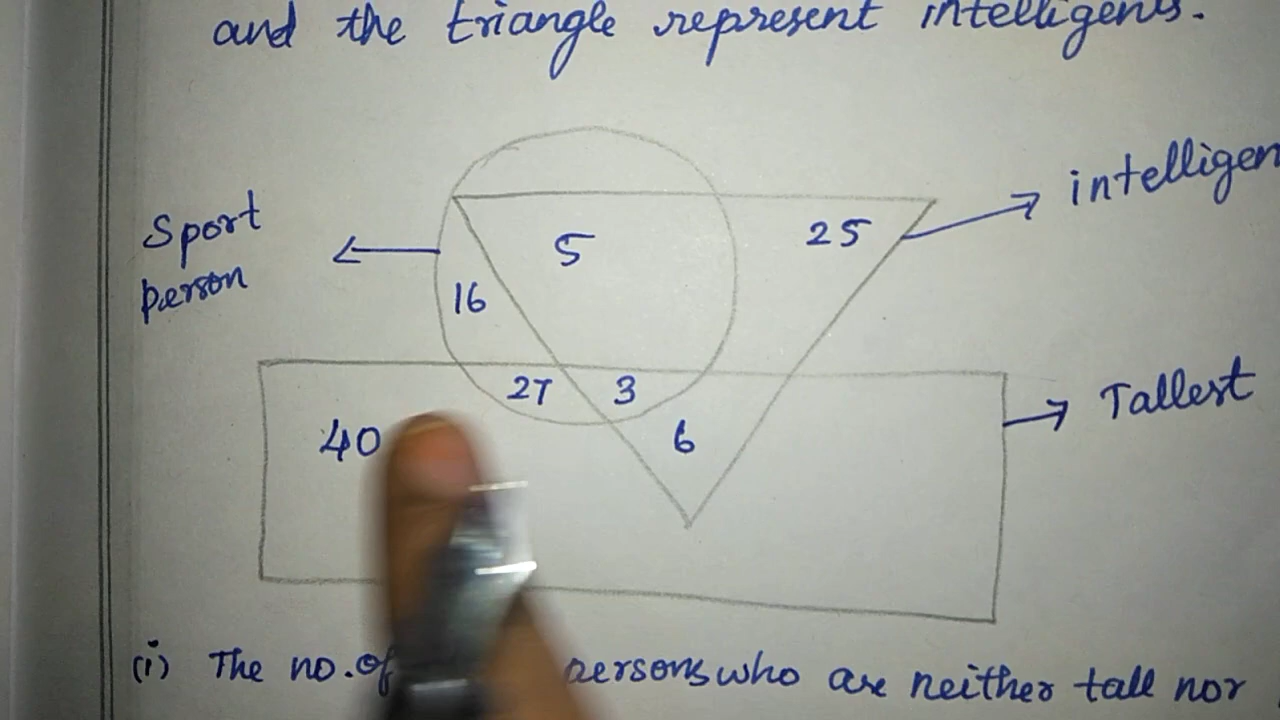 and the triangle represent intelligents.
Sport person
16
5
25
intelligen
27
3
40
6
Tallest
(i) The no.of persons who are neither tall nor